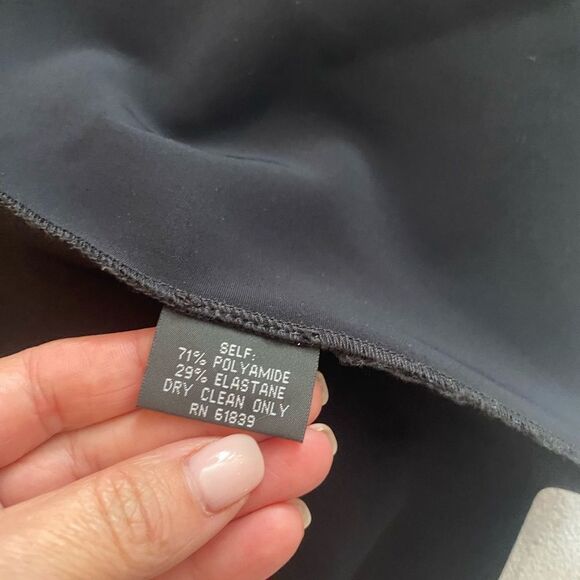 SELF:
71% POLYAMIDE
29% ELASTANE
DRY CLEAN ONLY
RN 61839